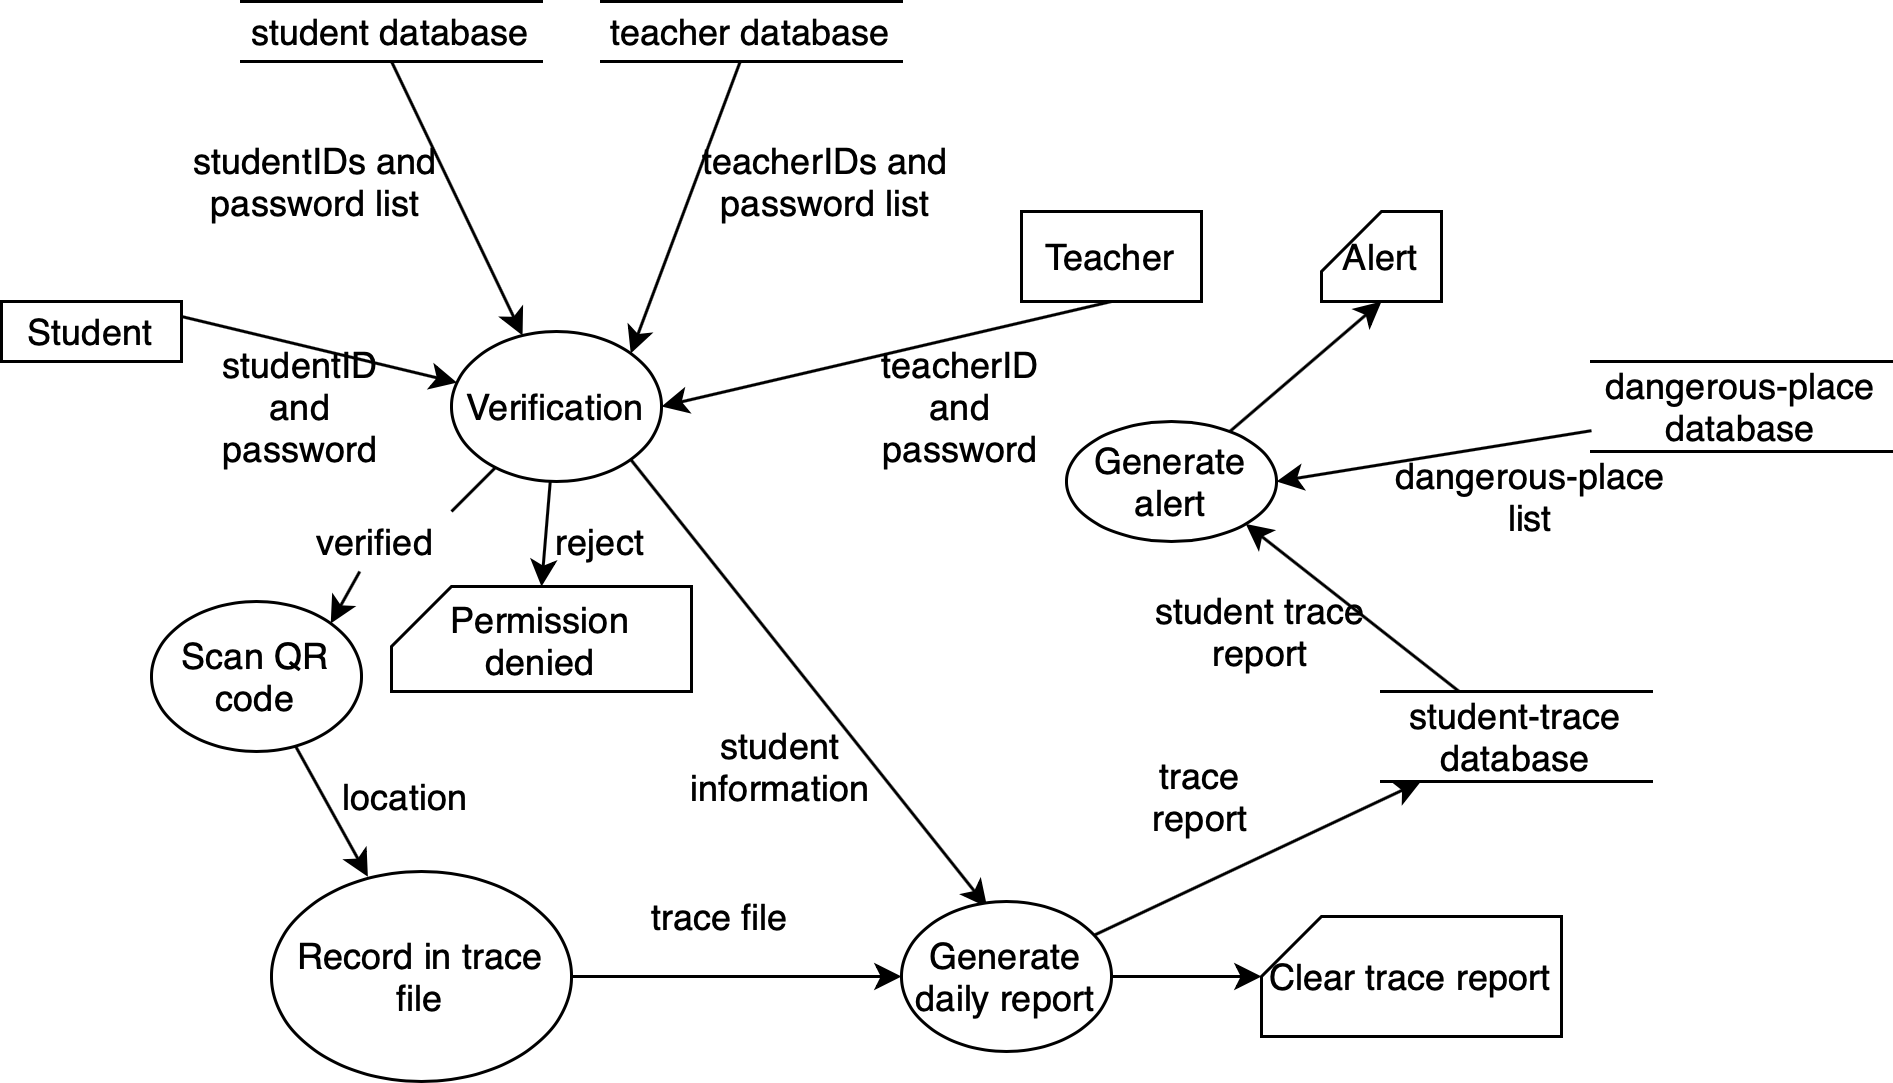 student database
teacher database
studentIDs and
password list
teacherIDs and
password list
Teacher
Alert
Student
studentID
and
password
Verification
teacherID
and
password
dangerous-place
database
Generate
alert
dangerous-place
list
verified
reject
Permission
denied
Scan QR
code
student trace
report
student-trace
database
student
information
trace
report
location
trace file
Record in trace
file
Generate
daily report
Clear trace report